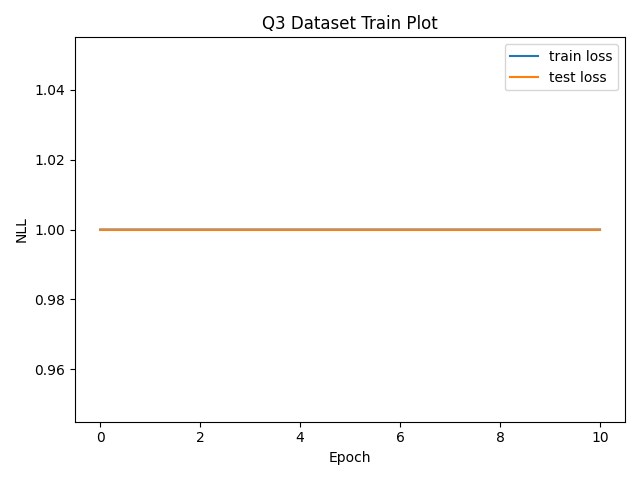 Q3 Dataset Train Plot
train loss
test loss
1.04
1.02
1.00
0.98
0.96
NLL
0 2 4 6 8 10
Epoch